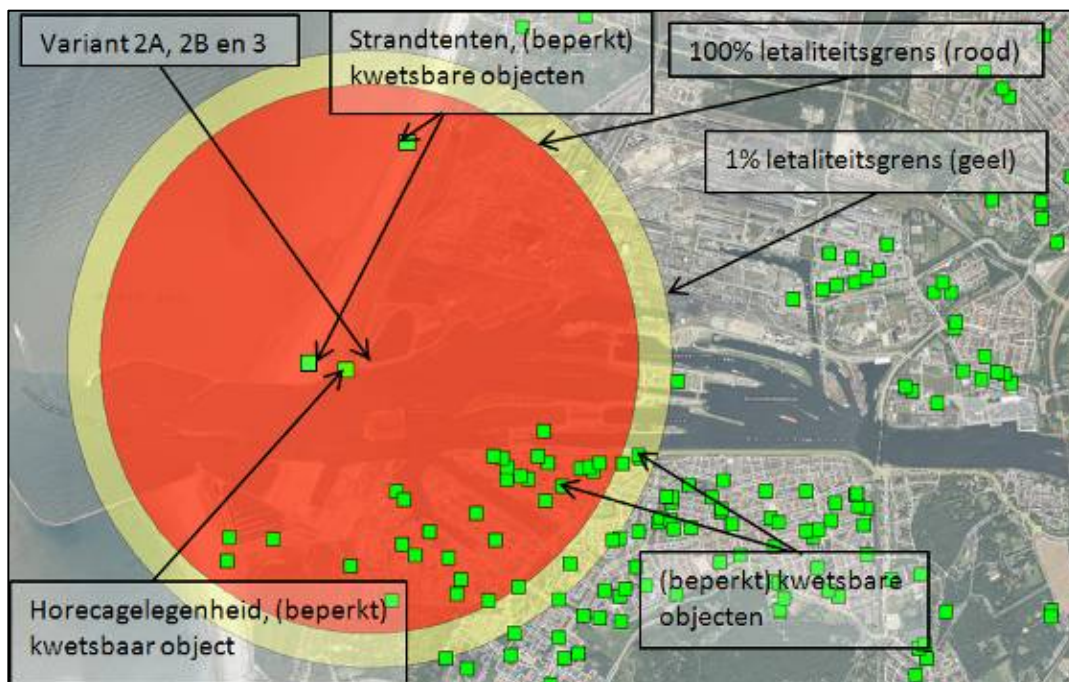 Variant 2A, 2B en 3
Strandtenten, (beperkt)
kwetsbare objecten
100% letaliteitsgrens (rood)
1% letaliteitsgrens (geel)
Horecagelegenheid, (beperkt)
kwetsbaar object
(beperkt) kwetsbare
objecten